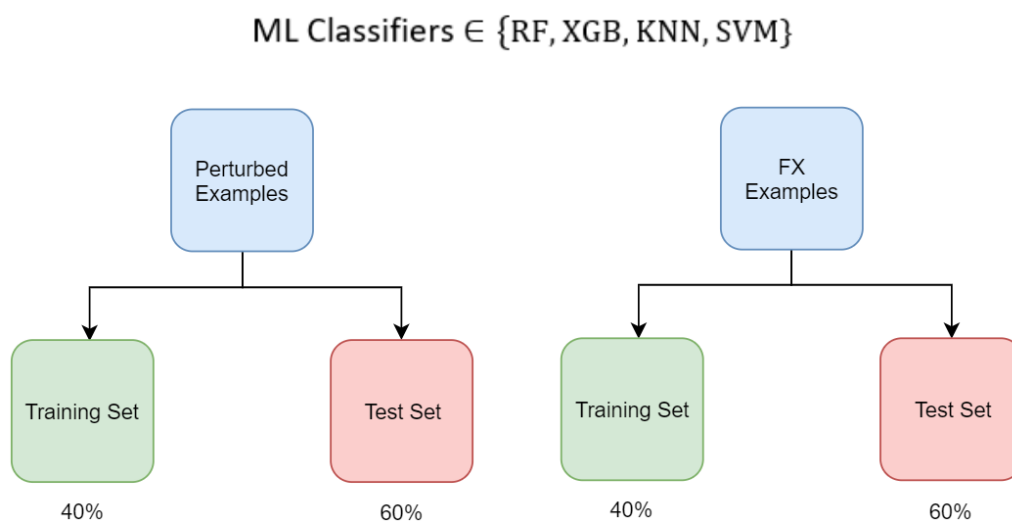 ML Classifiers ∈ {RF, XGB, KNN, SVM}
Perturbed
Examples
FX
Examples
Training Set
Test Set
Training Set
Test Set
40%
60%
40%
60%